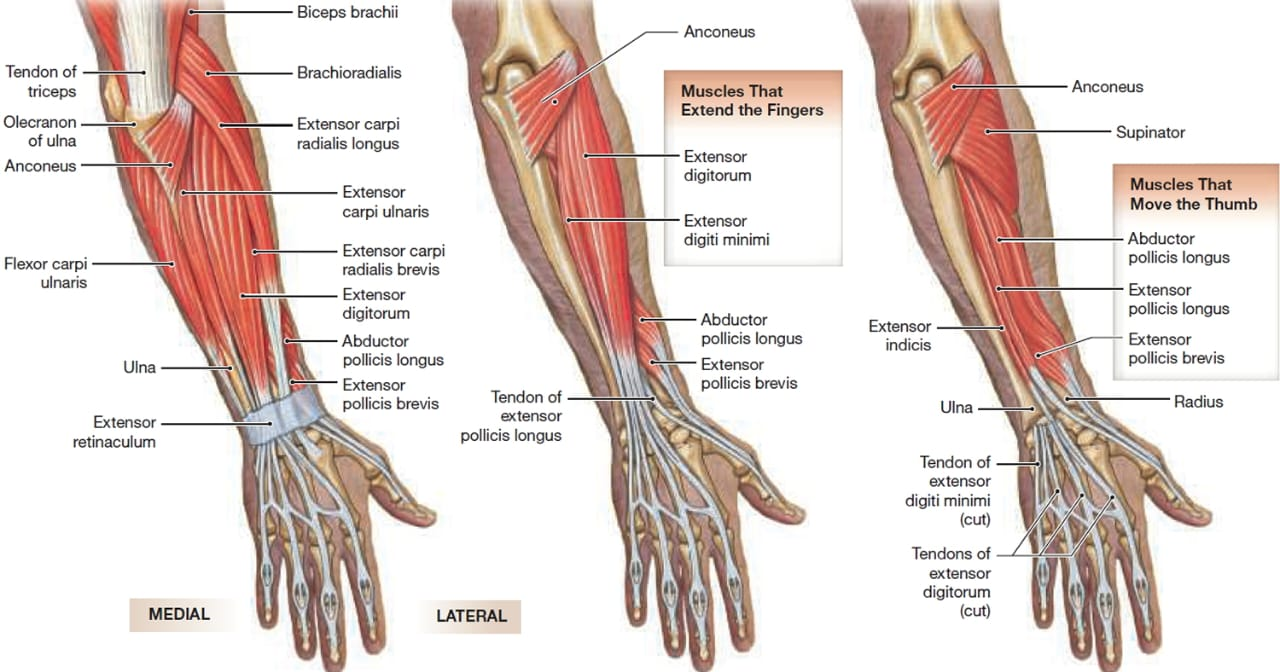 Biceps brachii
Tendon of
triceps
Brachioradialis
Olecranon
of ulna
Extensor carpi
radialis longus
Anconeus
Extensor
carpi ulnaris
Flexor carpi
ulnaris
Extensor carpi
radialis brevis
Extensor
digitorum
Abductor
pollicis longus
Ulna
Extensor
pollicis brevis
Extensor
retinaculum
MEDIAL
LATERAL
Anconeus
Muscles That
Extend the Fingers
Extensor
digitorum
Extensor
digiti minimi
Abductor
pollicis longus
Extensor
pollicis brevis
Tendon of
extensor
pollicis longus
Anconeus
Supinator
Muscles That
Move the Thumb
Abductor
pollicis longus
Extensor
pollicis longus
Extensor
pollicis brevis
Extensor
indicis
Ulna
Radius
Tendon of
extensor
digiti minimi
(cut)
Tendons of
extensor
digitorum
(cut)